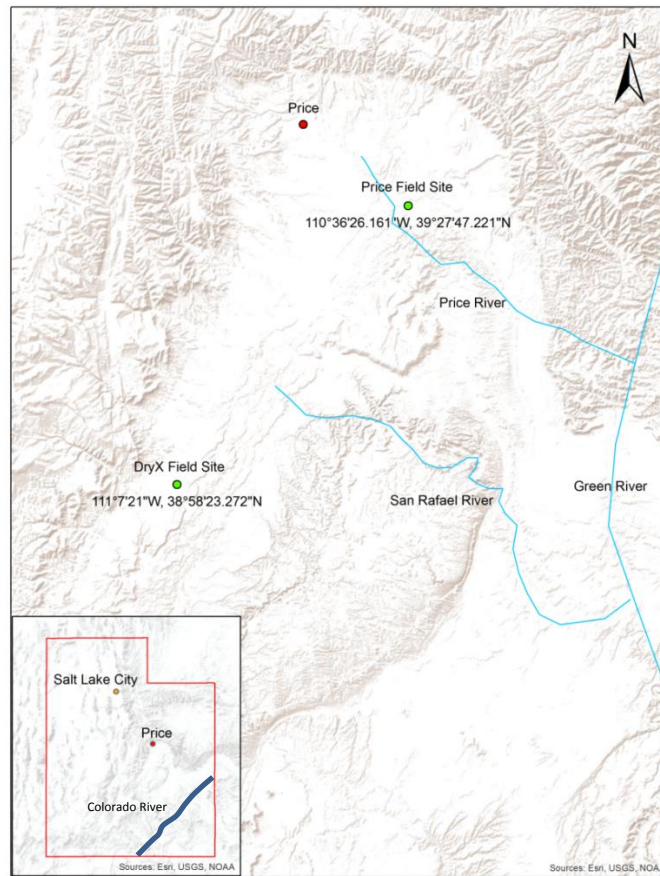 N
Price
Price Field Site
110°36'26.161"W, 39°27'47.221"N
Price River
DryX Field Site
111°7'21"W, 38°58'23.272"N
San Rafael River
Green River
Salt Lake City
Price
Colorado River
Sources: Esri, USGS, NOAA
Sources: Esri, USGS, NOAA